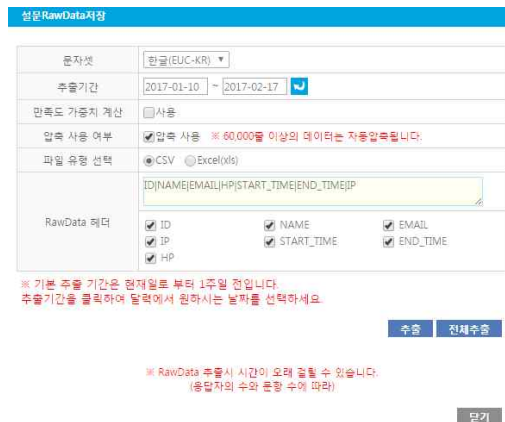 설문RawData저장
문자셋 한글(EUC-KR) ▼
추출기간 2017-01-10 ~ 2017-02-17
만족도 가중치 계산 사용
압축 사용 여부 압축 사용 ※ 60,000줄 이상의 데이터는 자동압축됩니다.
파일 유형 선택 CSV Excel(xls)
ID|NAME|EMAIL|HP|START_TIME|END_TIME|IP
RawData 헤더
ID NAME EMAIL
IP START_TIME END_TIME
HP
※ 기본 추출 기간은 현재일로 부터 1주일 전입니다.
추출기간을 클릭하여 달력에서 원하시는 날짜를 선택하세요.
추출 전체추출
※ RawData 추출시 시간이 오래 걸릴 수 있습니다.
(응답자의 수와 문항 수에 따라)
닫기